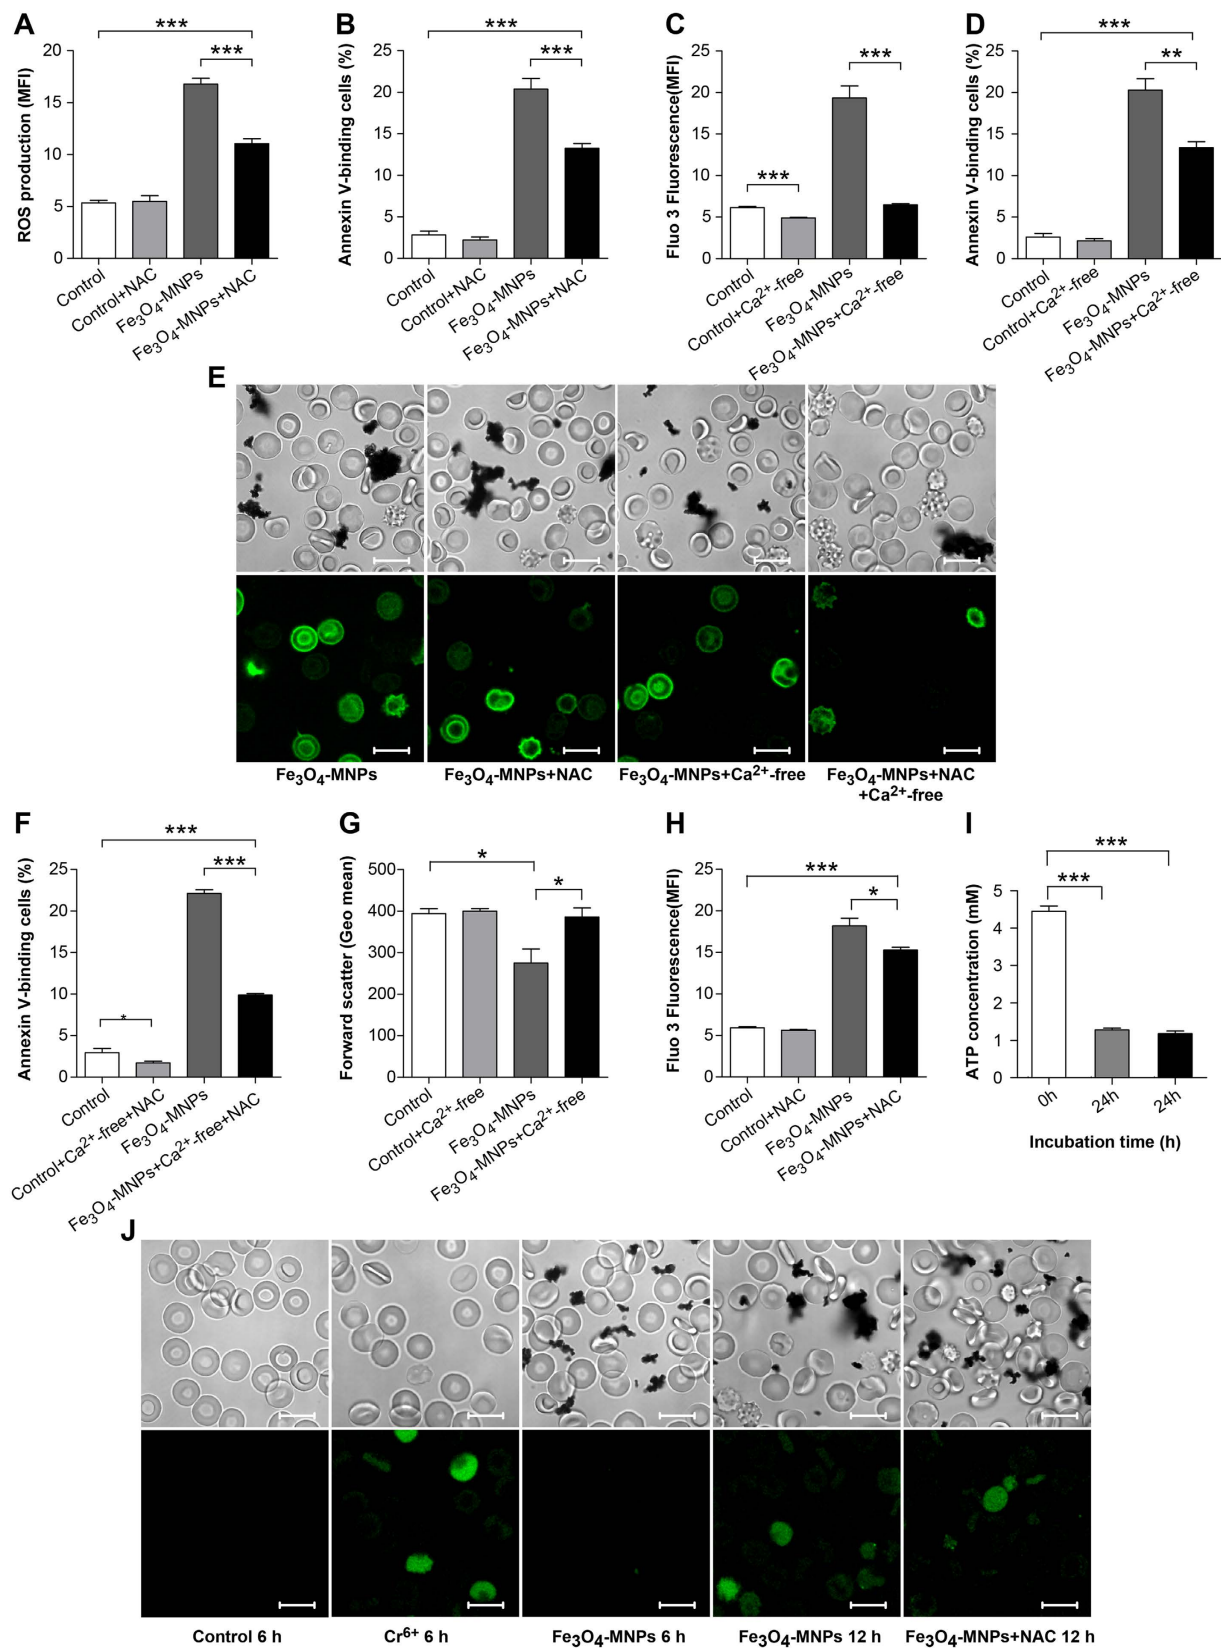 A
***
***
ROS production (MFI)
20
15
10
5
0
Control
Control+NAC
Fe3O4-MNPs
Fe3O4-MNPs+NAC
B
***
***
Annexin V-binding cells (%)
25
20
15
10
5
0
Control
Control+NAC
Fe3O4-MNPs
Fe3O4-MNPs+NAC
C
***
***
Fluo 3 Fluorescence(MFI)
25
20
15
10
5
0
Control
Control+Ca2+-free
Fe3O4-MNPs
Fe3O4-MNPs+Ca2+-free
D
***
**
Annexin V-binding cells (%)
25
20
15
10
5
0
Control
Control+Ca2+-free
Fe3O4-MNPs
Fe3O4-MNPs+Ca2+-free
E
Fe3O4-MNPs
Fe3O4-MNPs+NAC
Fe3O4-MNPs+Ca2+-free
Fe3O4-MNPs+NAC
+Ca2+-free
F
***
***
*
Annexin V-binding cells (%)
25
20
15
10
5
0
Control
Control+Ca2+-free+NAC
Fe3O4-MNPs
Fe3O4-MNPs+Ca2+-free+NAC
G
*
*
Forward scatter (Geo mean)
500
400
300
200
100
0
Control
Control+Ca2+-free
Fe3O4-MNPs
Fe3O4-MNPs+Ca2+-free
H
***
*
Fluo 3 Fluorescence(MFI)
25
20
15
10
5
0
Control
Control+NAC
Fe3O4-MNPs
Fe3O4-MNPs+NAC
I
***
***
ATP concentration (mM)
5
4
3
2
1
0
0h
24h
24h
Incubation time (h)
J
Control 6 h
Cr6+ 6 h
Fe3O4-MNPs 6 h
Fe3O4-MNPs 12 h
Fe3O4-MNPs+NAC 12 h